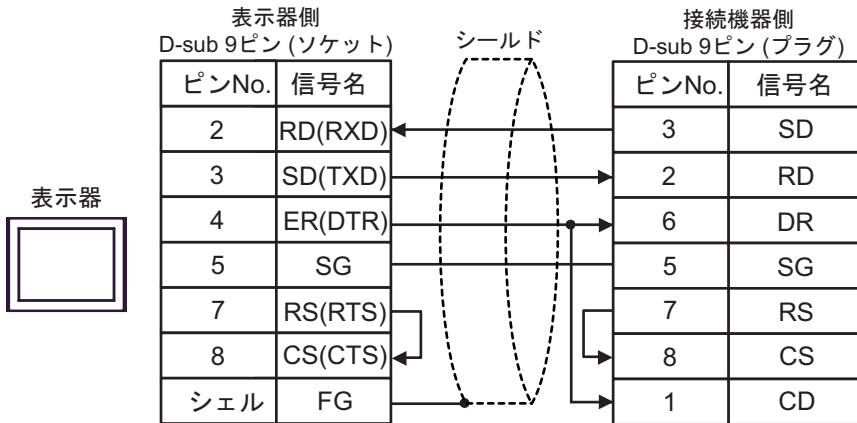 表示器側
D-sub 9ピン (ソケット)
シールド
接続機器側
D-sub 9ピン (プラグ)
ピンNo. 信号名 ピンNo. 信号名
2 RD(RXD) 3 SD
3 SD(TXD) 2 RD
表示器
4 ER(DTR) 6 DR
5 SG 5 SG
7 RS(RTS) 7 RS
8 CS(CTS) 8 CS
シェル FG 1 CD